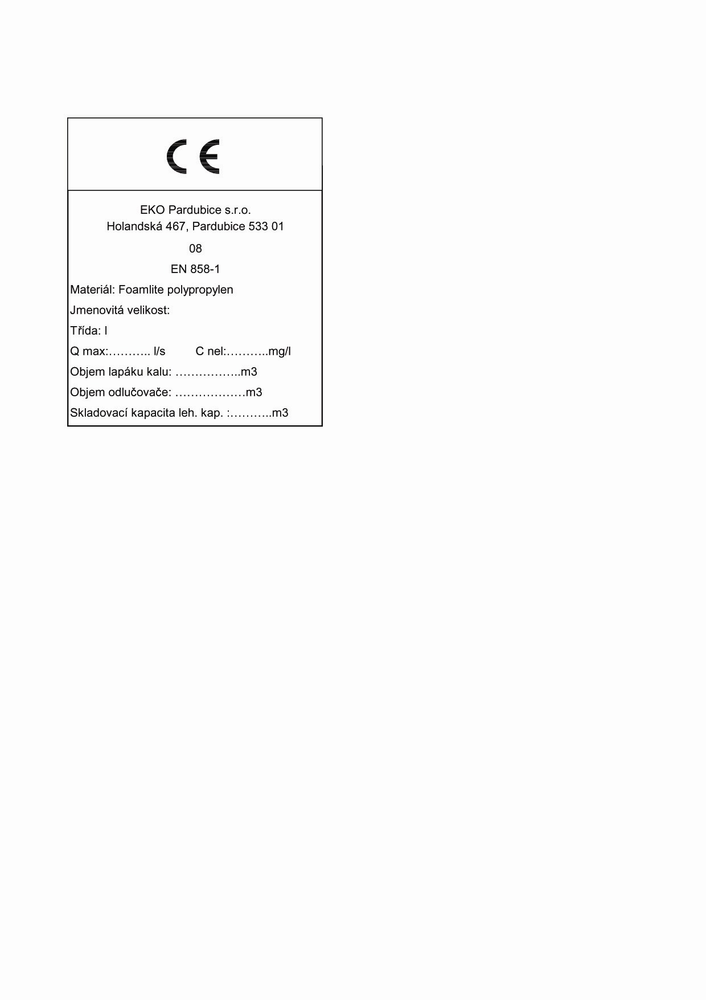 CE
EKO Pardubice s.r.o.
Holandská 467, Pardubice 533 01
08
EN 858-1
Materiál: Foamlite polypropylen
Jmenovitá velikost:
Třída: I
Q max:……….. l/s C nel:………..mg/l
Objem lapáku kalu: ……………..m3
Objem odlučovače: ………………m3
Skladovací kapacita leh. kap. :………..m3